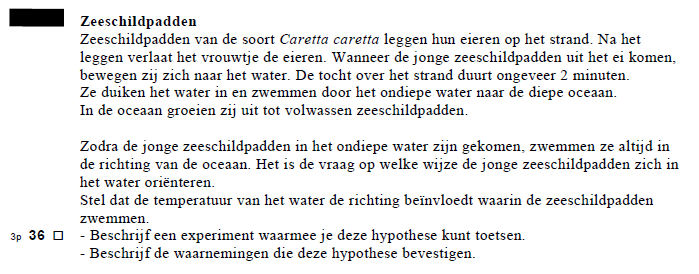 Zeeschildpadden
Zeeschildpadden van de soort Caretta caretta leggen hun eieren op het strand. Na het
leggen verlaat het vrouwtje de eieren. Wanneer de jonge zeeschildpadden uit het ei komen,
bewegen zij zich naar het water. De tocht over het strand duurt ongeveer 2 minuten.
Ze duiken het water in en zwemmen door het ondiepe water naar de diepe oceaan.
In de oceaan groeien zij uit tot volwassen zeeschildpadden.
Zodra de jonge zeeschildpadden in het ondiepe water zijn gekomen, zwemmen ze altijd in
de richting van de oceaan. Het is de vraag op welke wijze de jonge zeeschildpadden zich in
het water oriënteren.
Stel dat de temperatuur van het water de richting beïnvloedt waarin de zeeschildpadden
zwemmen.
3p 36 □ - Beschrijf een experiment waarmee je deze hypothese kunt toetsen.
- Beschrijf de waarnemingen die deze hypothese bevestigen.